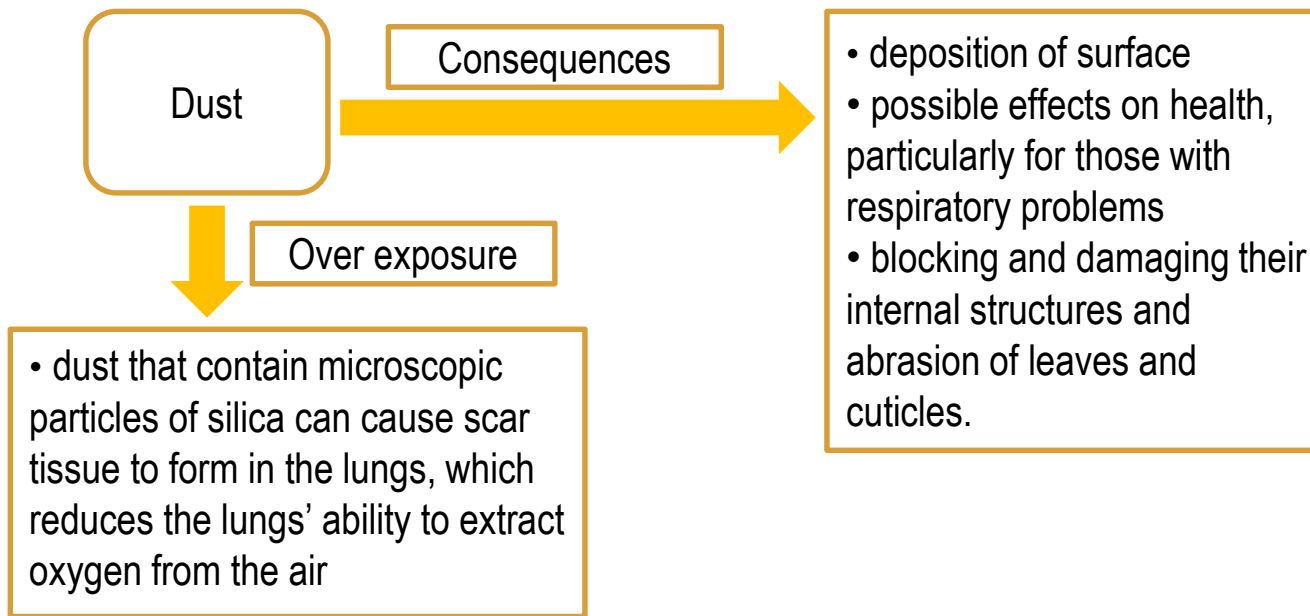 Dust
Consequences
• deposition of surface
• possible effects on health,
particularly for those with
respiratory problems
• blocking and damaging their
internal structures and
abrasion of leaves and
cuticles.
Over exposure
• dust that contain microscopic
particles of silica can cause scar
tissue to form in the lungs, which
reduces the lungs’ ability to extract
oxygen from the air